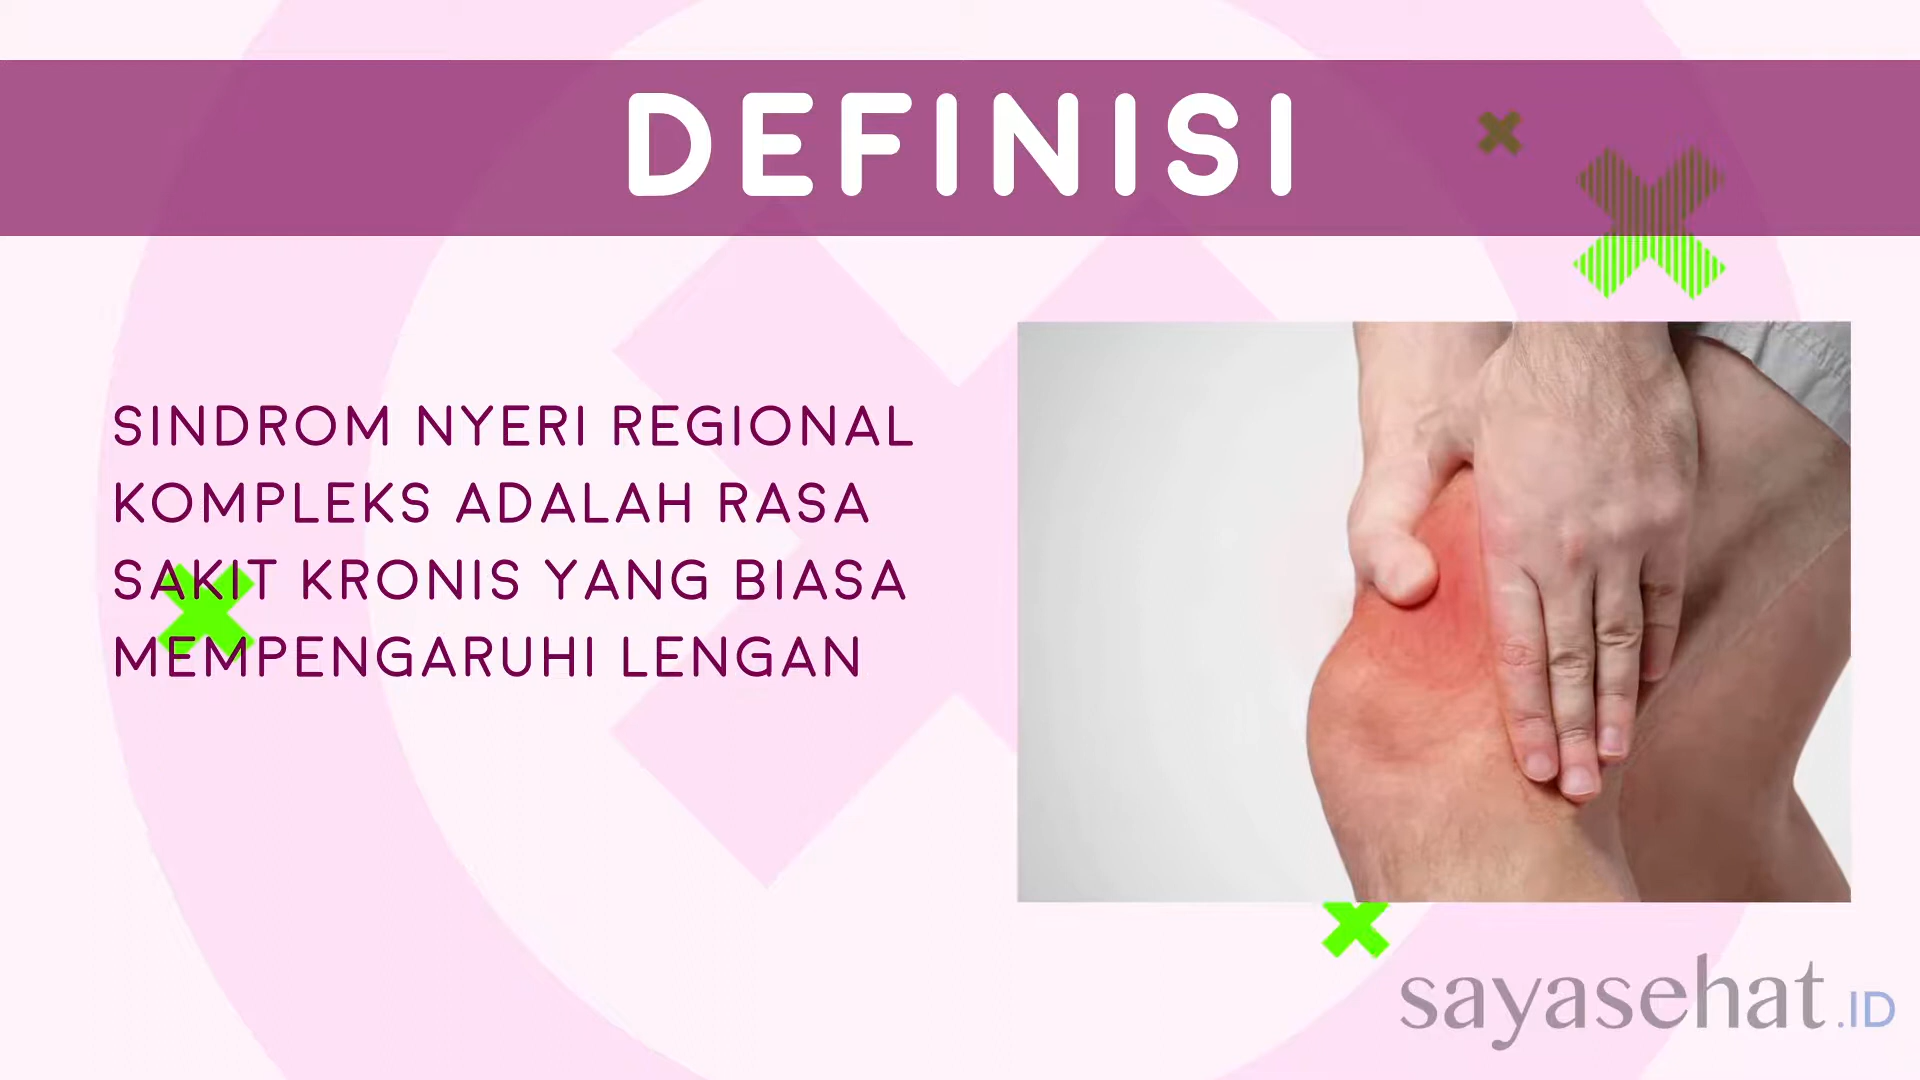 DEFINISI
SINDROM NYERI REGIONAL
KOMPLEKS ADALAH RASA
SAKIT KRONIS YANG BIASA
MEMPENGARUHI LENGAN
sayasehat.ID